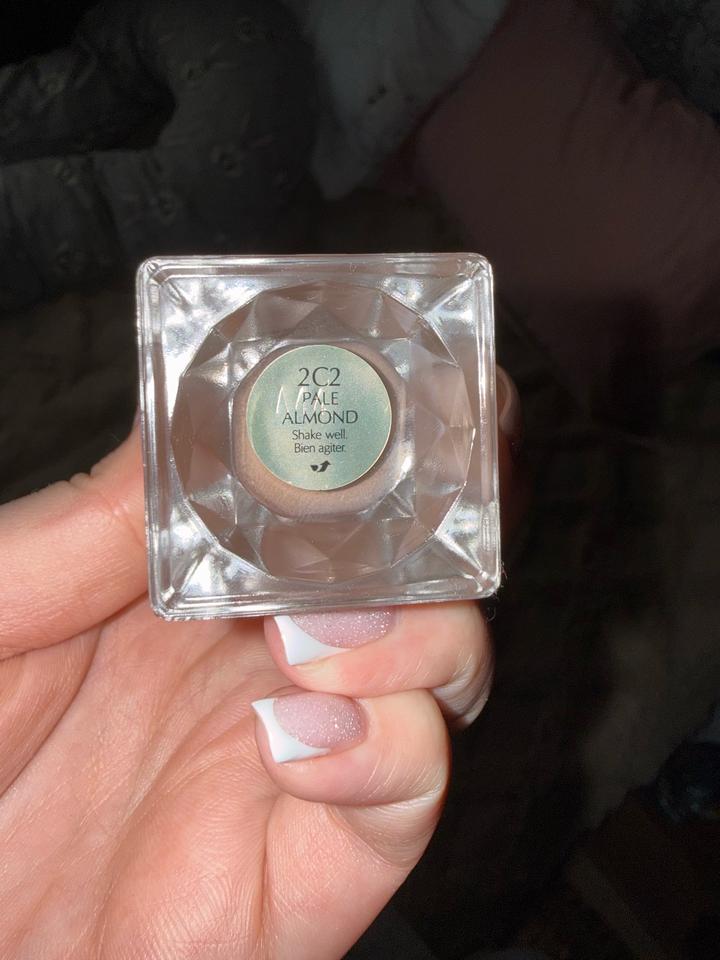 2C2
PALE
ALMOND
Shake well.
Bien agiter.